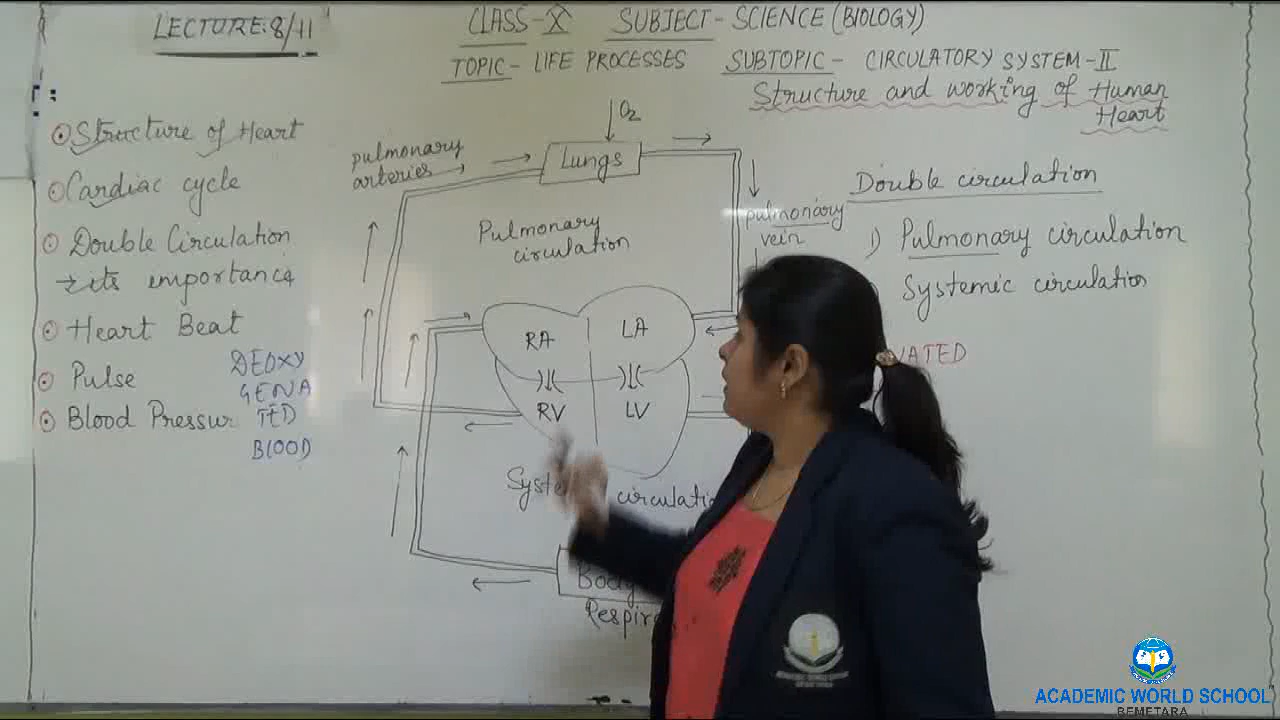 LECTURE: 8/11
CLASS - X SUBJECT - SCIENCE (BIOLOGY)
TOPIC - LIFE PROCESSES SUBTOPIC - CIRCULATORY SYSTEM - II
Structure and working of Human
Heart
Structure of Heart
Cardiac cycle
Double Circulation
→ its importance
Heart Beat
Pulse
Blood Pressur
DEOXY
GENA
TED
BLOOD
O2
Lungs
pulmonary
arteries
Pulmonary
circulation
pulmonary
vein
RA
LA
RV
LV
circulatio
Body
Respir
Double circulation
1) Pulmonary circulation
Systemic circulation
NATED
ACADEMIC WORLD SCHOOL
BEMETARA